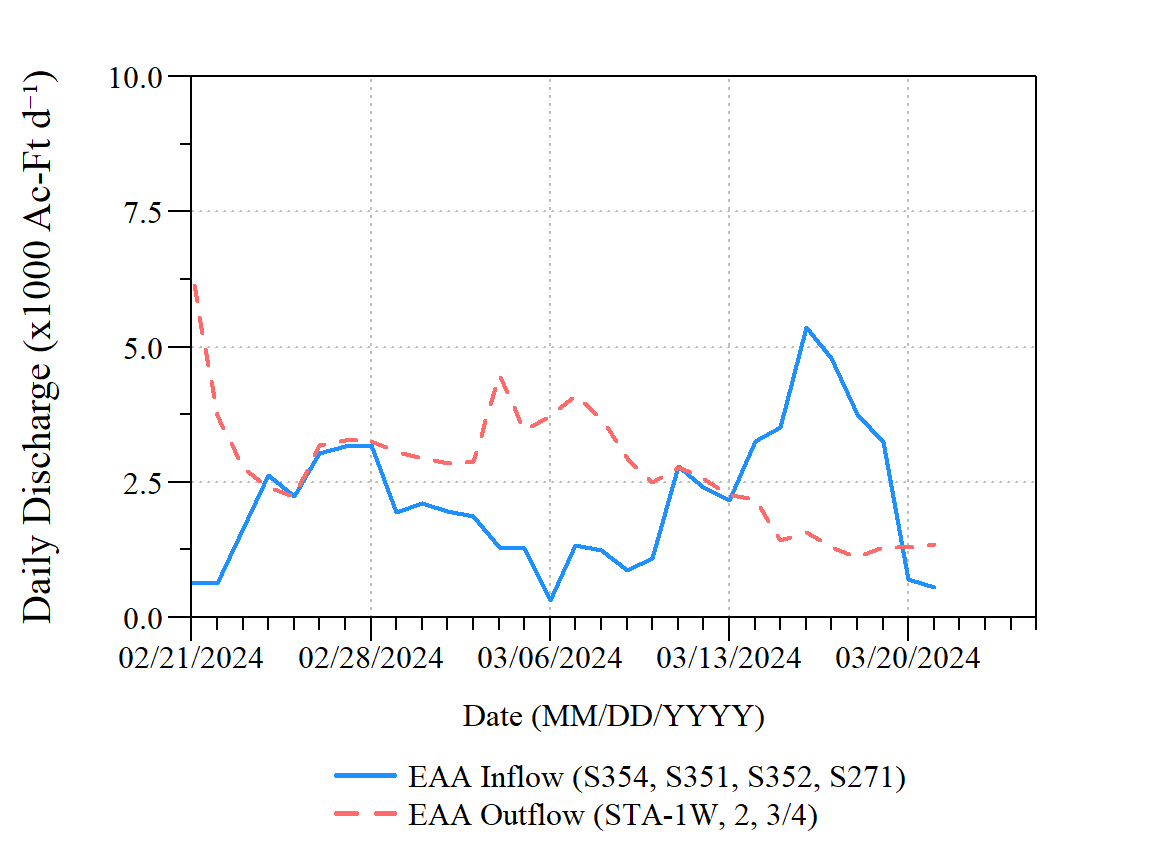 Daily Discharge (x1000 Ac-Ft d⁻¹)
10.0
7.5
5.0
2.5
0.0
02/21/2024 02/28/2024 03/06/2024 03/13/2024 03/20/2024
Date (MM/DD/YYYY)
EAA Inflow (S354, S351, S352, S271)
EAA Outflow (STA-1W, 2, 3/4)